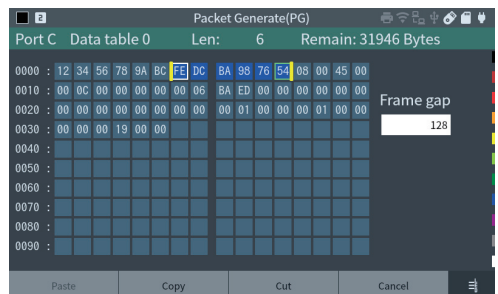 2 Packet Generate(PG)
Port C Data table 0 Len: 6 Remain: 31946 Bytes
0000 : 12 34 56 78 9A BC FE DC BA 98 76 54 08 00 45 00
0010 : 00 0C 00 00 00 00 00 06 BA ED 00 00 00 00 00 00
0020 : 00 00 00 00 00 00 00 00 00 01 00 00 01 00 00
0030 : 00 00 00 19 00 00
0040 :
0050 :
0060 :
0070 :
0080 :
0090 :
Frame gap
128
Paste Copy Cut Cancel